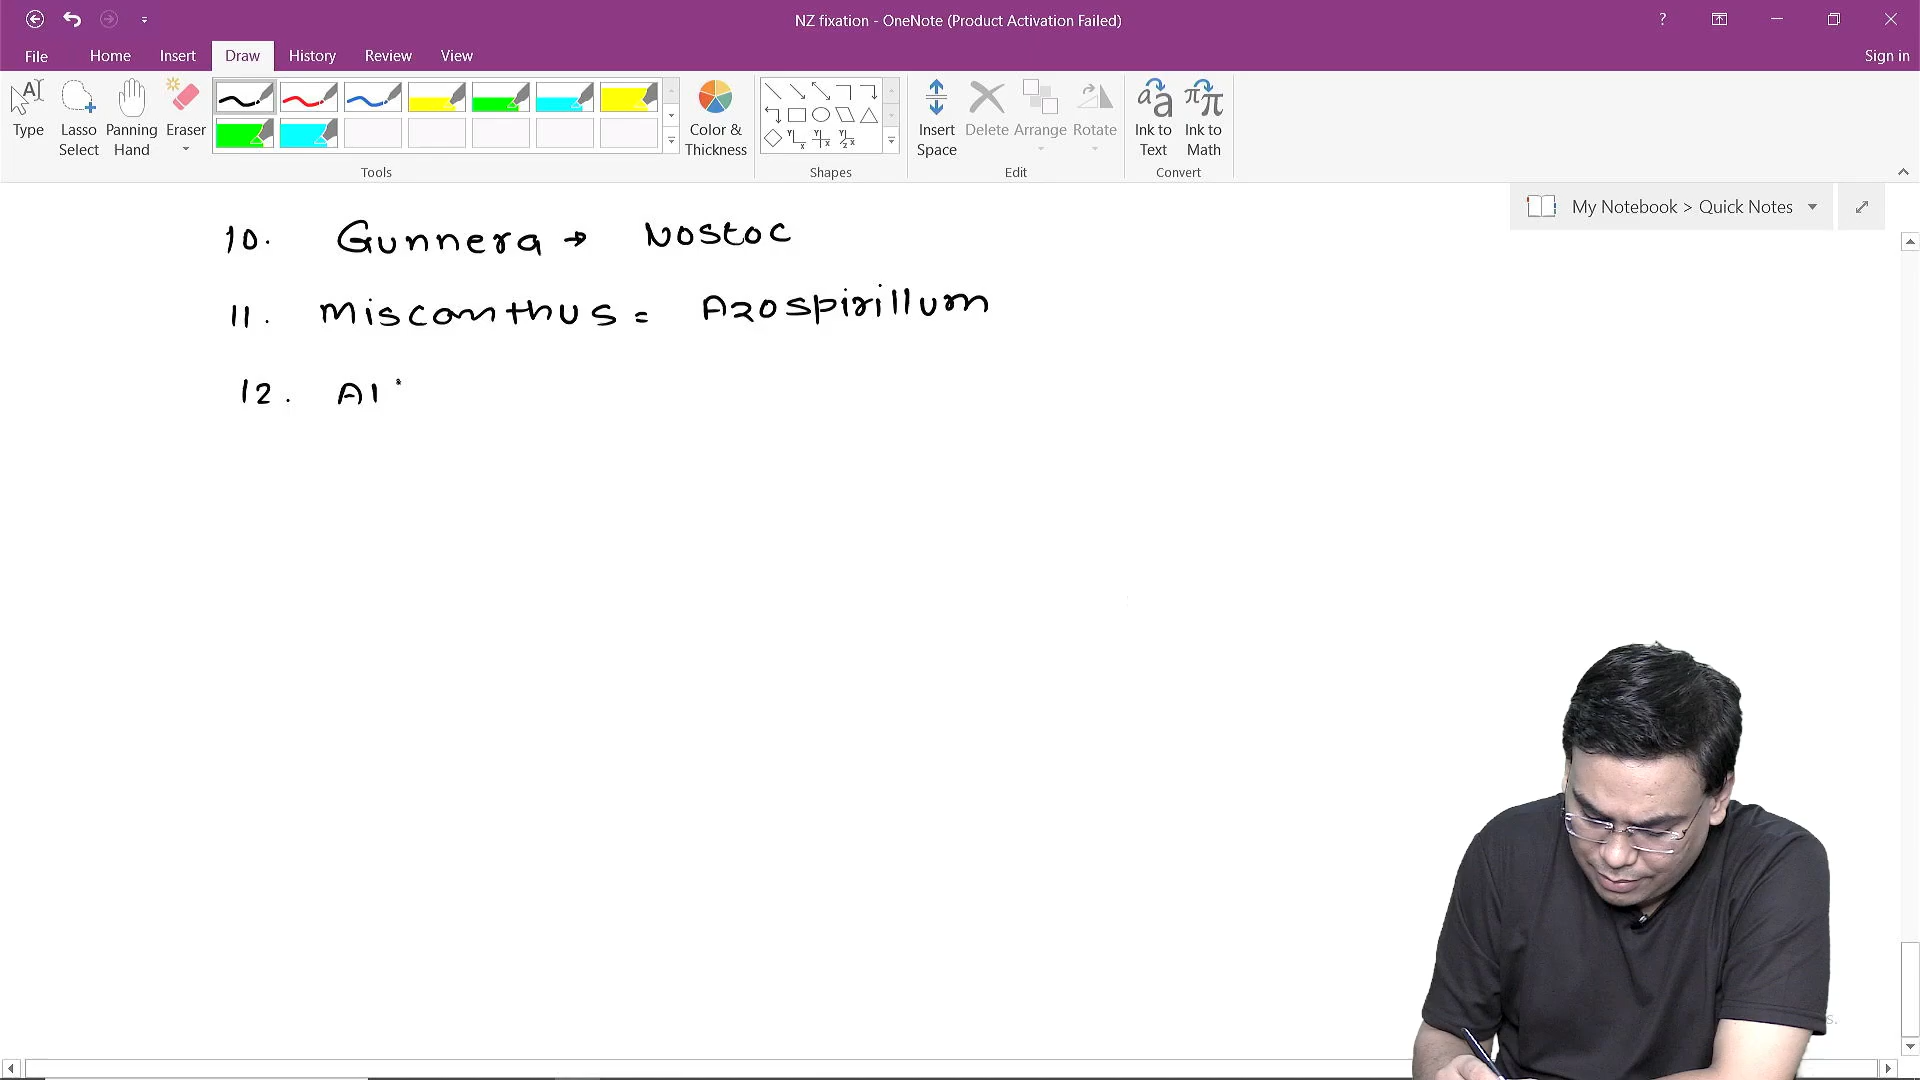 NZ fixation - OneNote (Product Activation Failed)
?
File Home Insert Draw History Review View
Sign in
Type
Lasso Select
Panning Hand
Eraser
Color & Thickness
Insert Space
Delete
Arrange
Rotate
Ink to Text
Ink to Math
Tools
Shapes
Edit
Convert
My Notebook > Quick Notes
10. Gunnera → Nostoc
11. Miscanthus = Azospirillum
12. Al